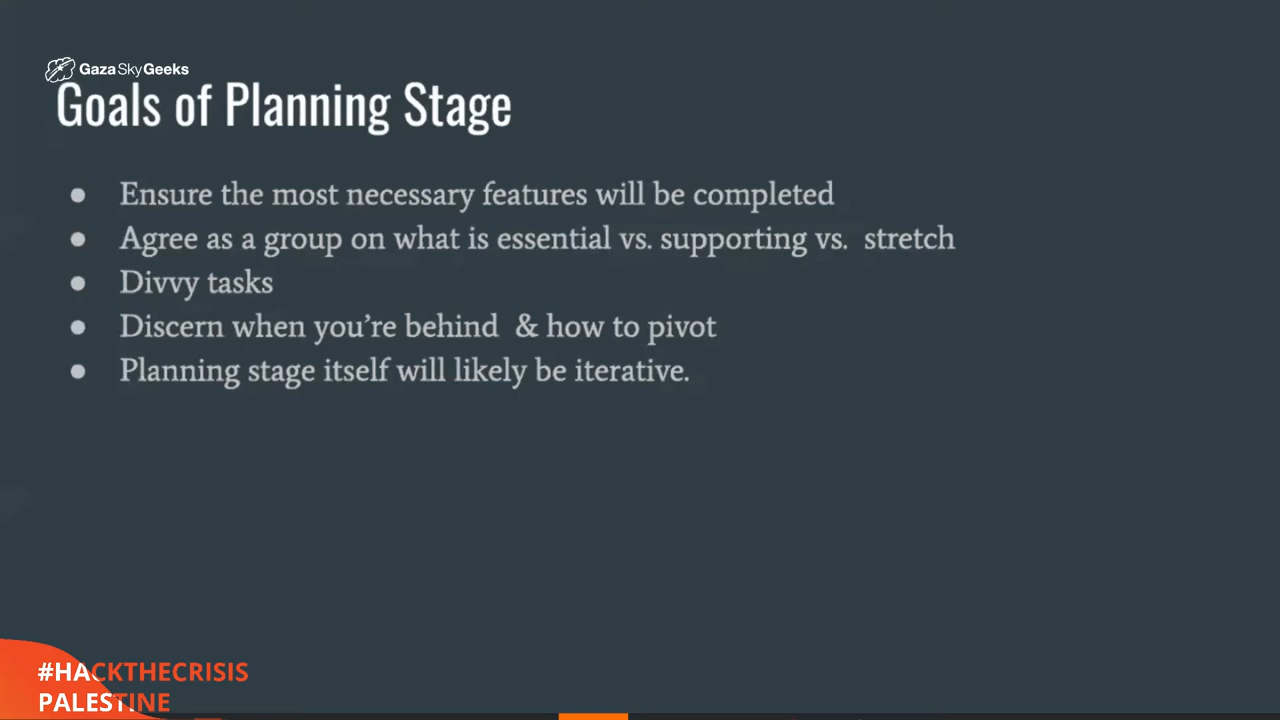 Gaza Sky Geeks
Goals of Planning Stage
● Ensure the most necessary features will be completed
● Agree as a group on what is essential vs. supporting vs.  stretch
● Divvy tasks
● Discern when you’re behind  & how to pivot
● Planning stage itself will likely be iterative.
#HACKTHECRISIS
PALESTINE